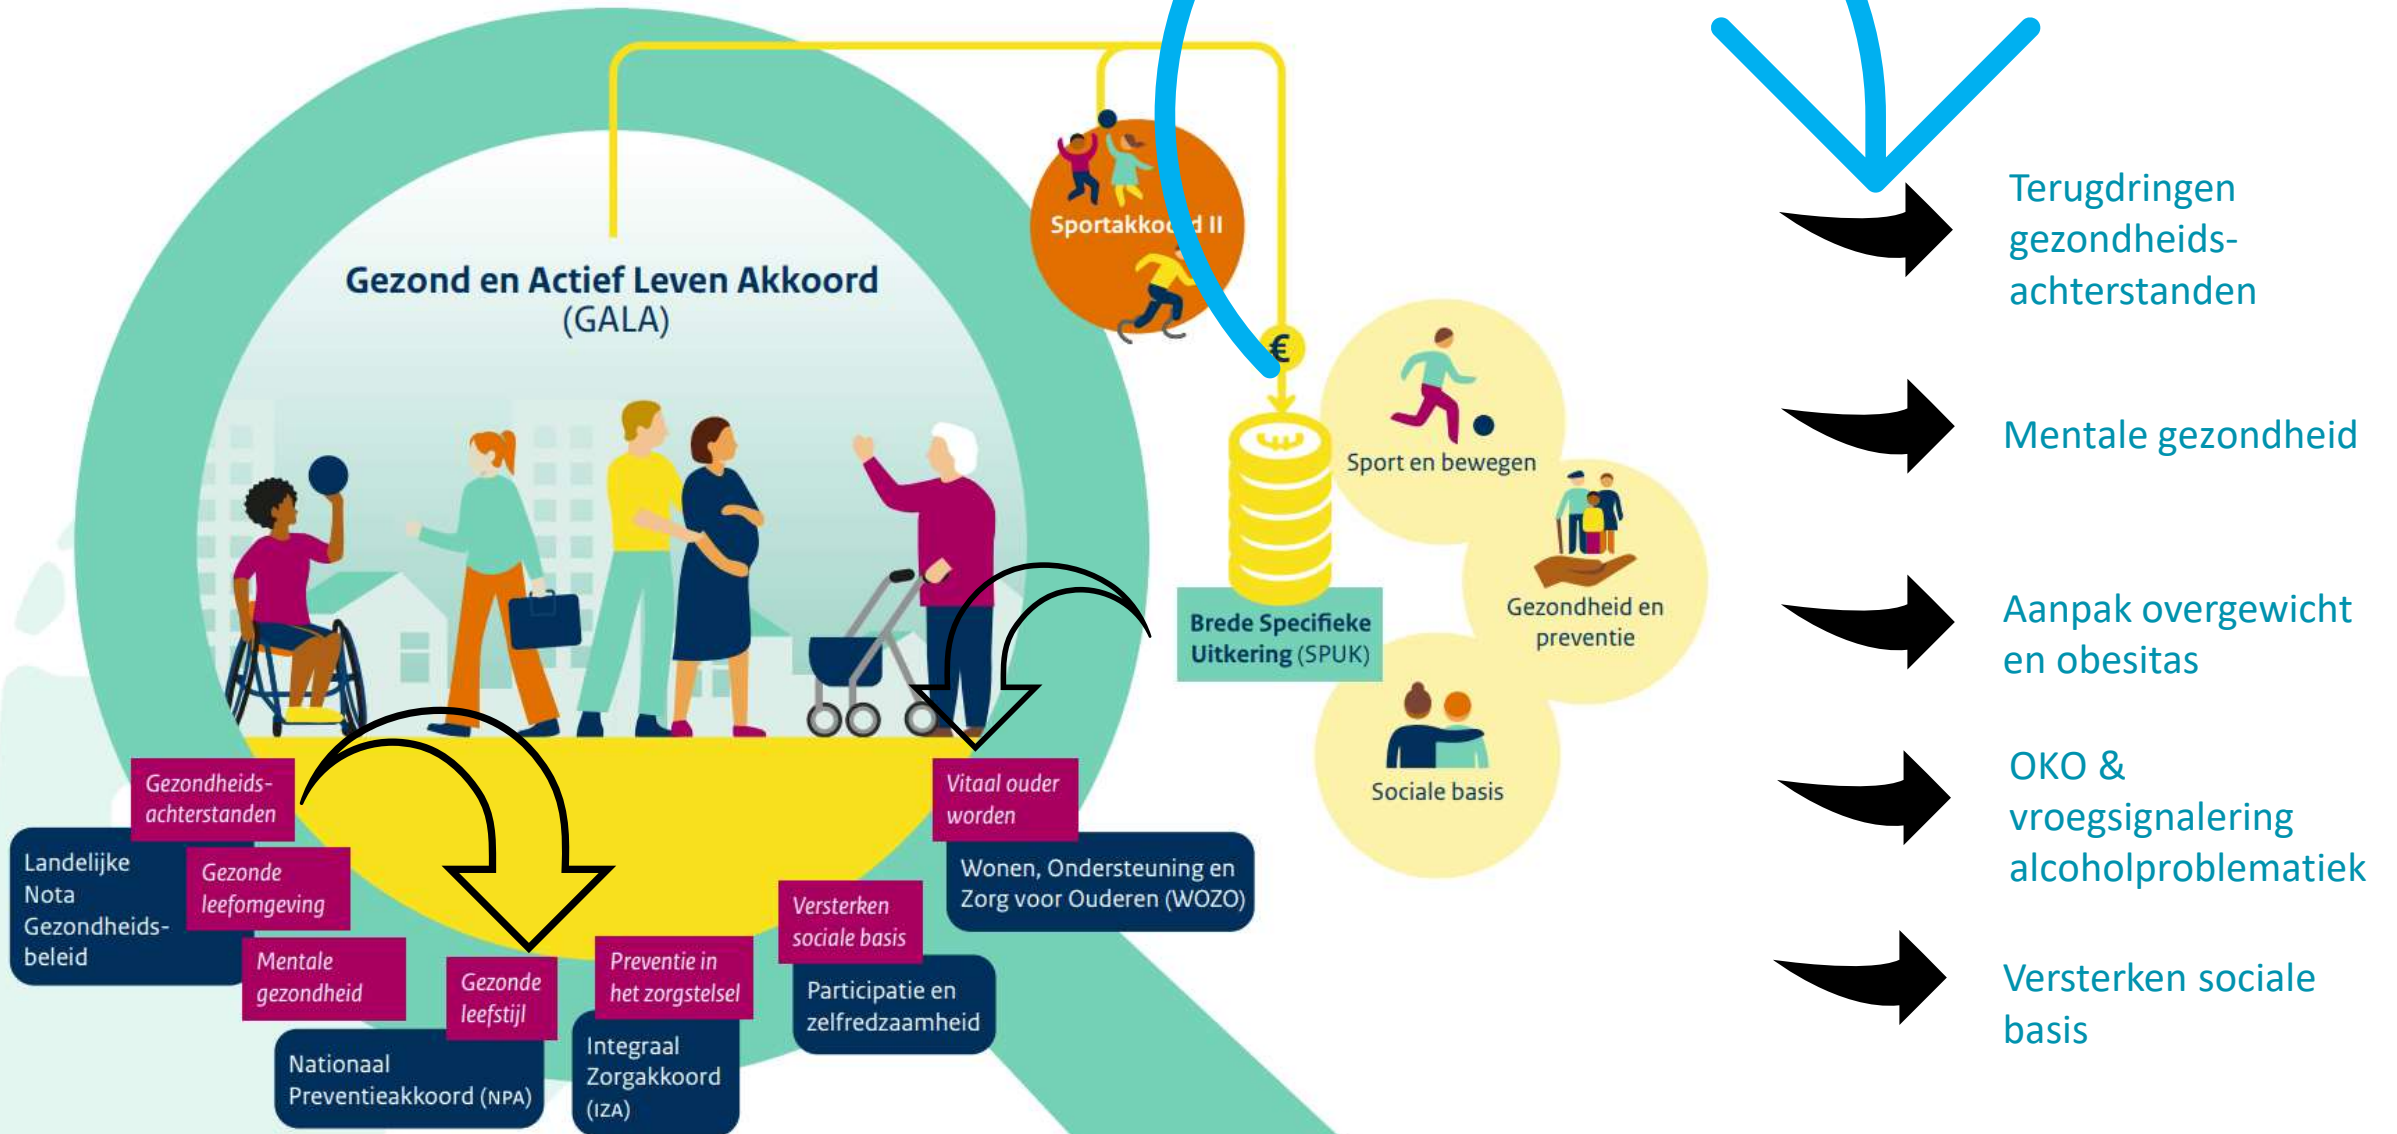 Gezond en Actief Leven Akkoord
(GALA)
Sportakkoord II
€
Sport en bewegen
Gezondheid en
preventie
Sociale basis
Brede Specifieke
Uitkering (SPUK)
Gezondheids-
achterstanden
Landelijke
Nota
Gezondheids-
beleid
Gezonde
leefomgeving
Mentale
gezondheid
Gezonde
leefstijl
Nationaal
Preventieakkoord (NPA)
Preventie in
het zorgstelsel
Integraal
Zorgakkoord
(IZA)
Versterken
sociale basis
Participatie en
zelfredzaamheid
Vitaal ouder
worden
Wonen, Ondersteuning en
Zorg voor Ouderen (WOZO)
Terugdringen
gezondheids-
achterstanden
Mentale gezondheid
Aanpak overgewicht
en obesitas
OKO &
vroegsignalering
alcoholproblematiek
Versterken sociale
basis